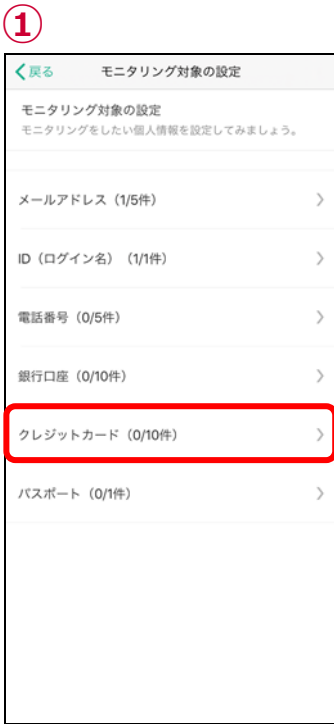 ①
戻る モニタリング対象の設定
モニタリング対象の設定
モニタリングをしたい個人情報を設定してみましょう。
メールアドレス（1/5件）
ID（ログイン名）（1/1件）
電話番号（0/5件）
銀行口座（0/10件）
クレジットカード（0/10件）
パスポート（0/1件）